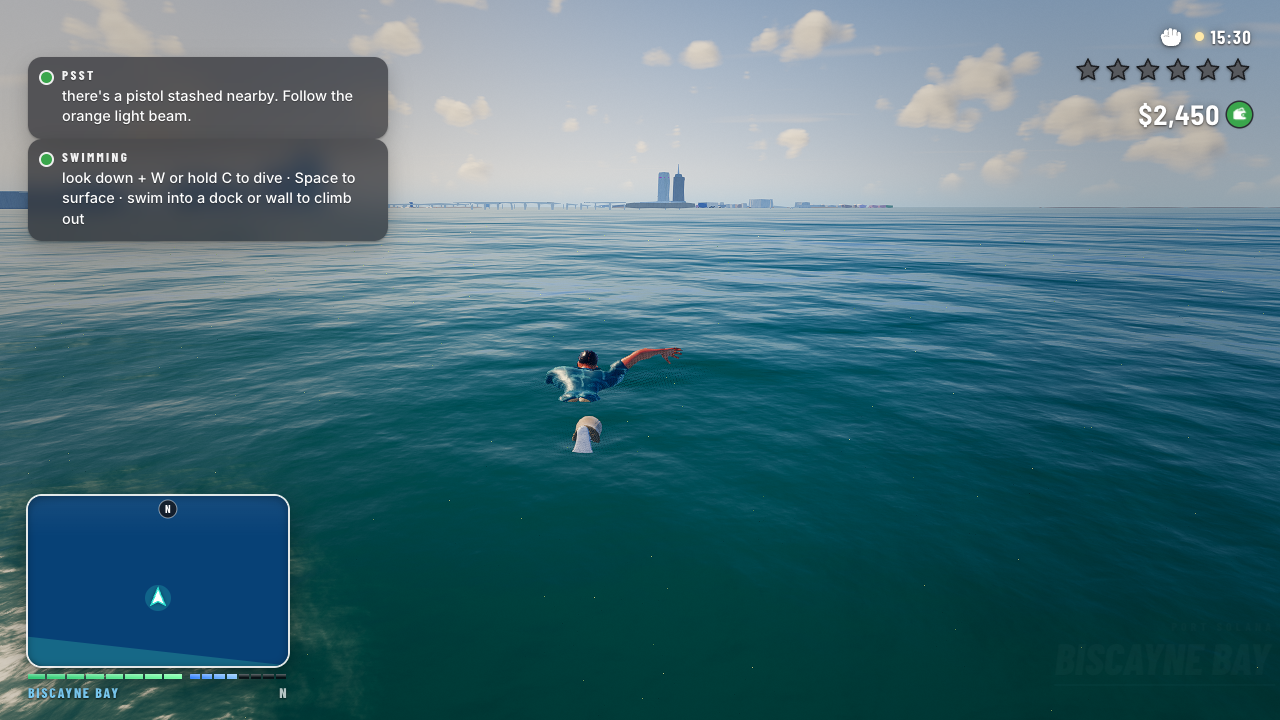 PSST
there's a pistol stashed nearby. Follow the
orange light beam.
SWIMMING
look down + W or hold C to dive · Space to
surface · swim into a dock or wall to climb
out
15:30
$2,450
N
BISCAYNE BAY
N
BISCAYNE BAY